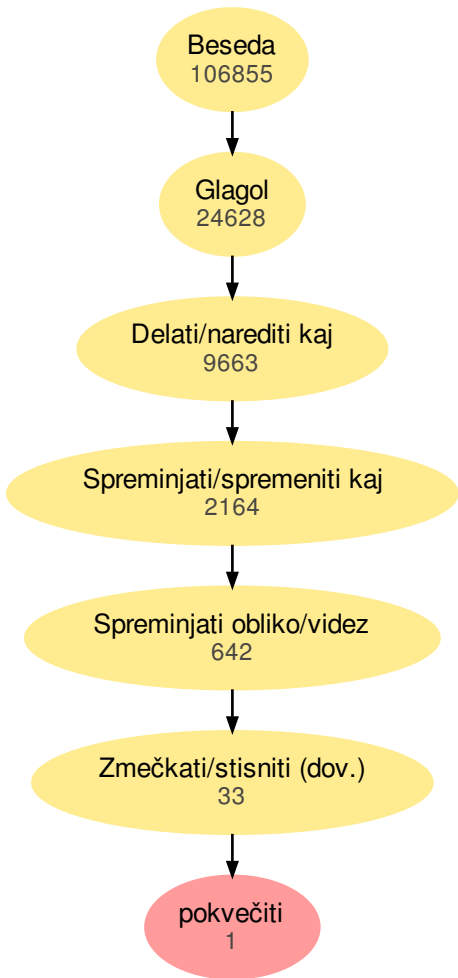 Beseda
106855
Glagol
24628
Delati/narediti kaj
9663
Spreminjati/spremeniti kaj
2164
Spreminjati obliko/videz
642
Zmečkati/stisniti (dov.)
33
pokvečiti
1